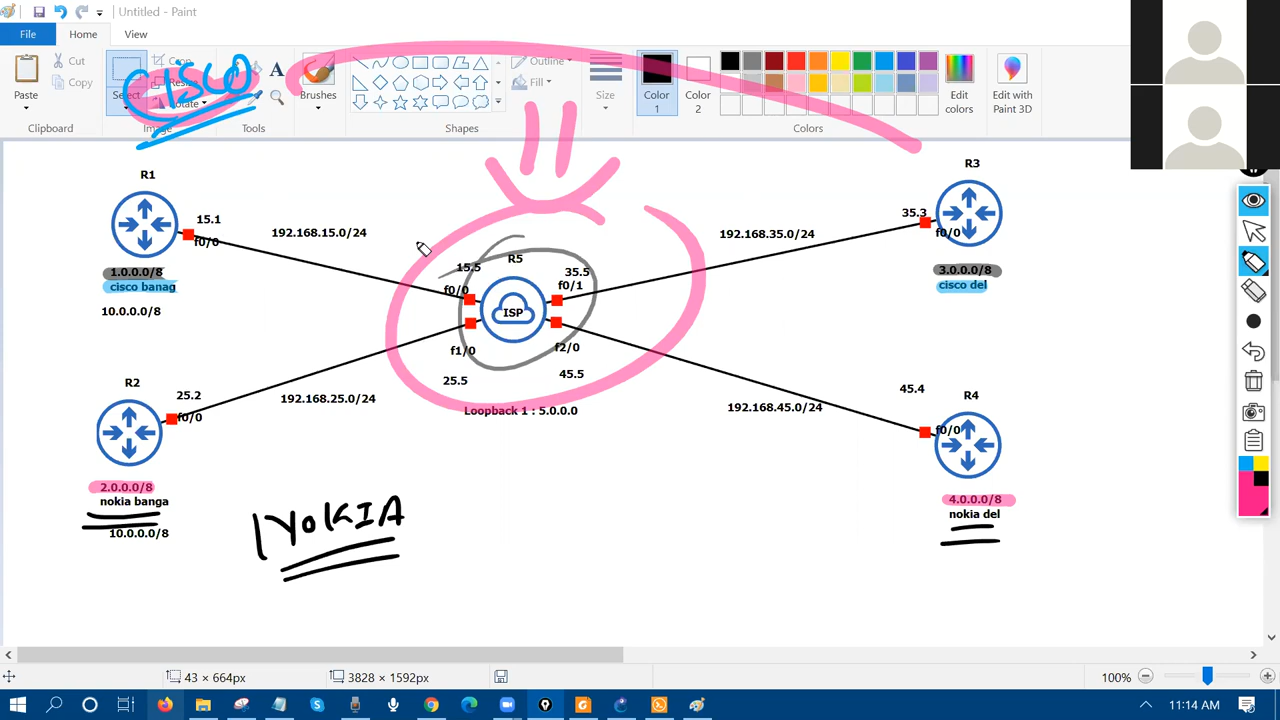 Untitled - Paint
File
Home
View
Paste
Cut
Copy
Select
Crop
Resize
Rotate
Image
CISCO
A
Tools
Brushes
Shapes
Outline
Fill
Size
Color 1
Color 2
Edit colors
Edit with Paint 3D
Colors
R1
15.1
f0/0
192.168.15.0/24
1.0.0.0/8
cisco banag
10.0.0.0/8
R3
35.3
f0/0
192.168.35.0/24
3.0.0.0/8
cisco del
R5
15.5
35.5
f0/0
f0/1
ISP
f1/0
f2/0
25.5
45.5
Loopback 1 : 5.0.0.0
R2
25.2
f0/0
192.168.25.0/24
2.0.0.0/8
nokia banga
10.0.0.0/8
NOKIA
192.168.45.0/24
45.4
R4
f0/0
4.0.0.0/8
nokia del
43 × 664px
3828 × 1592px
100%
11:14 AM